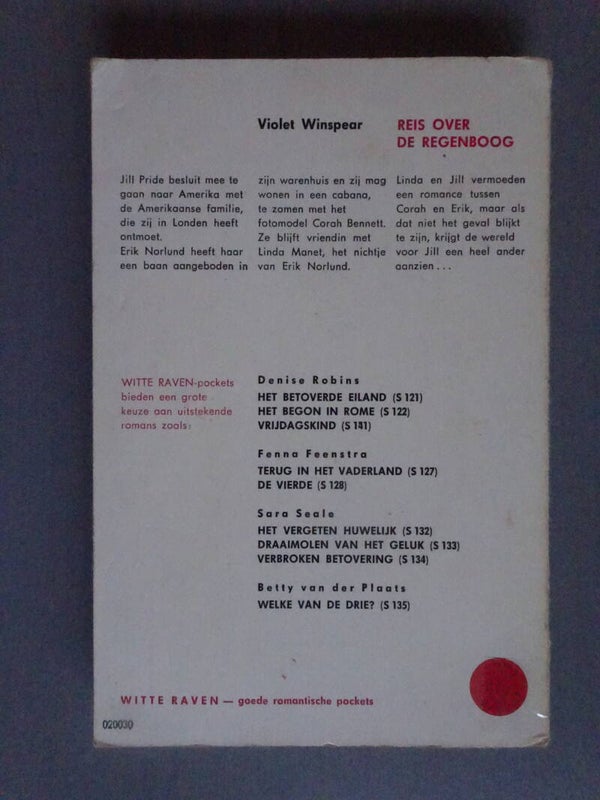 Violet Winspear
REIS OVER
DE REGENBOOG
Jill Pride besluit mee te
gaan naar Amerika met
de Amerikaanse familie,
die zij in Londen heeft
ontmoet.
Erik Norlund heeft haar
een baan aangeboden in
zijn warenhuis en zij mag
wonen in een cabana,
te zamen met het
fotomodel Corah Bennett.
Ze blijft vriendin met
Linda Manet, het nichtje
van Erik Norlund.
Linda en Jill vermoeden
een romance tussen
Corah en Erik, maar als
dat niet het geval blijkt
te zijn, krijgt de wereld
voor Jill een heel ander
aanzien...
WITTE RAVEN-pockets
bieden een grote
keuze aan uitstekende
romans zoals:
Denise Robins
HET BETOVERDE EILAND (S 121)
HET BEGON IN ROME (S 122)
VRIJDAGSKIND (S 141)
Fenna Feenstra
TERUG IN HET VADERLAND (S 127)
DE VIERDE (S 128)
Sara Seale
HET VERGETEN HUWELIJK (S 132)
DRAAIMOLEN VAN HET GELUK (S 133)
VERBROKEN BETOVERING (S 134)
Betty van der Plaats
WELKE VAN DE DRIE? (S 135)
WITTE RAVEN — goede romantische pockets
020030